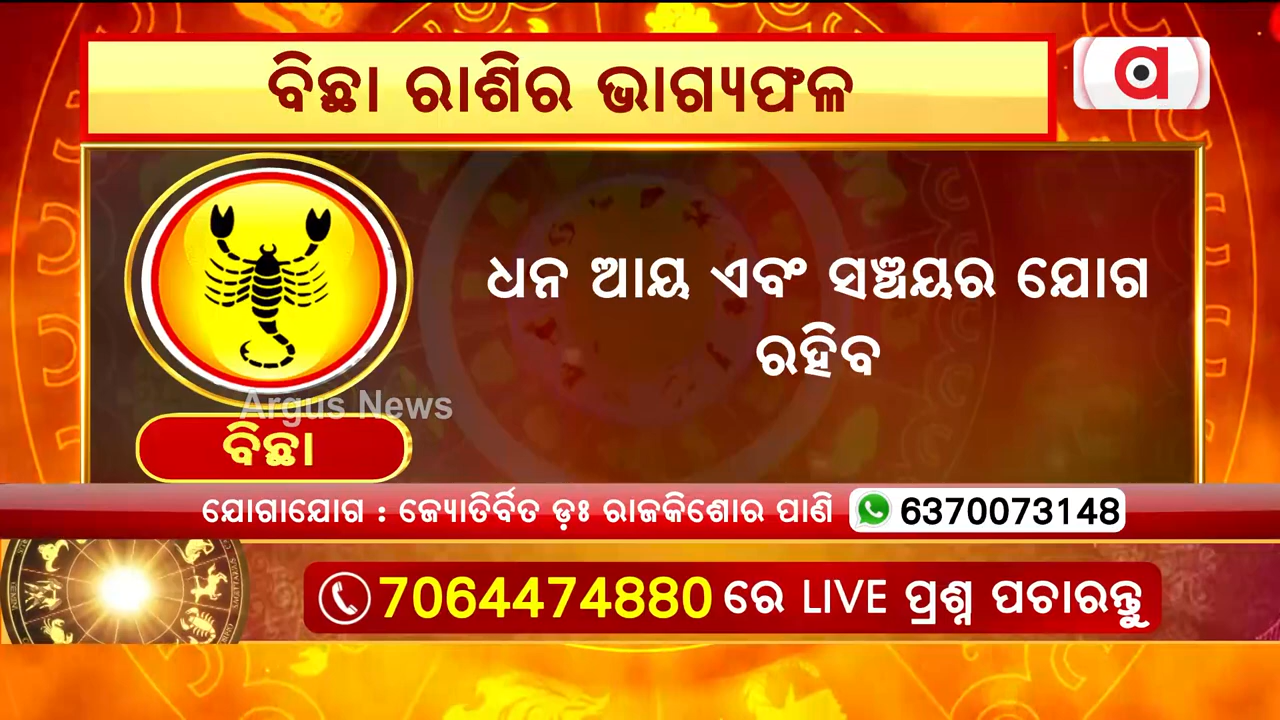 ବିଛା ରାଶିର ଭାଗ୍ୟଫଳ
a
ଧନ ଆୟ ଏବଂ ସଞ୍ଚୟର ଯୋଗ
ରହିବ
Argus News
ବିଛା
ଯୋଗାଯୋଗ : ଜ୍ୟୋତିର୍ବିତ ଡ଼ଃ ରାଜକିଶୋର ପାଣି 6370073148
7064474880 ରେ LIVE ପ୍ରଶ୍ନ ପଚାରନ୍ତୁ